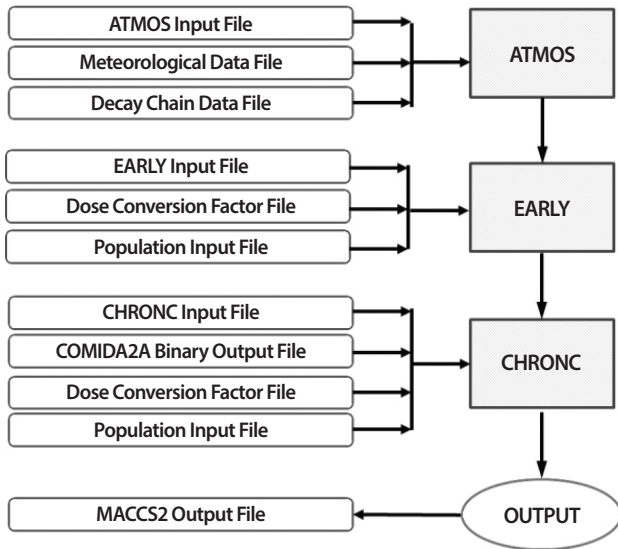 ATMOS Input File
Meteorological Data File
Decay Chain Data File
ATMOS
EARLY Input File
Dose Conversion Factor File
Population Input File
EARLY
CHRONC Input File
COMIDA2A Binary Output File
Dose Conversion Factor File
Population Input File
CHRONC
MACCS2 Output File
OUTPUT